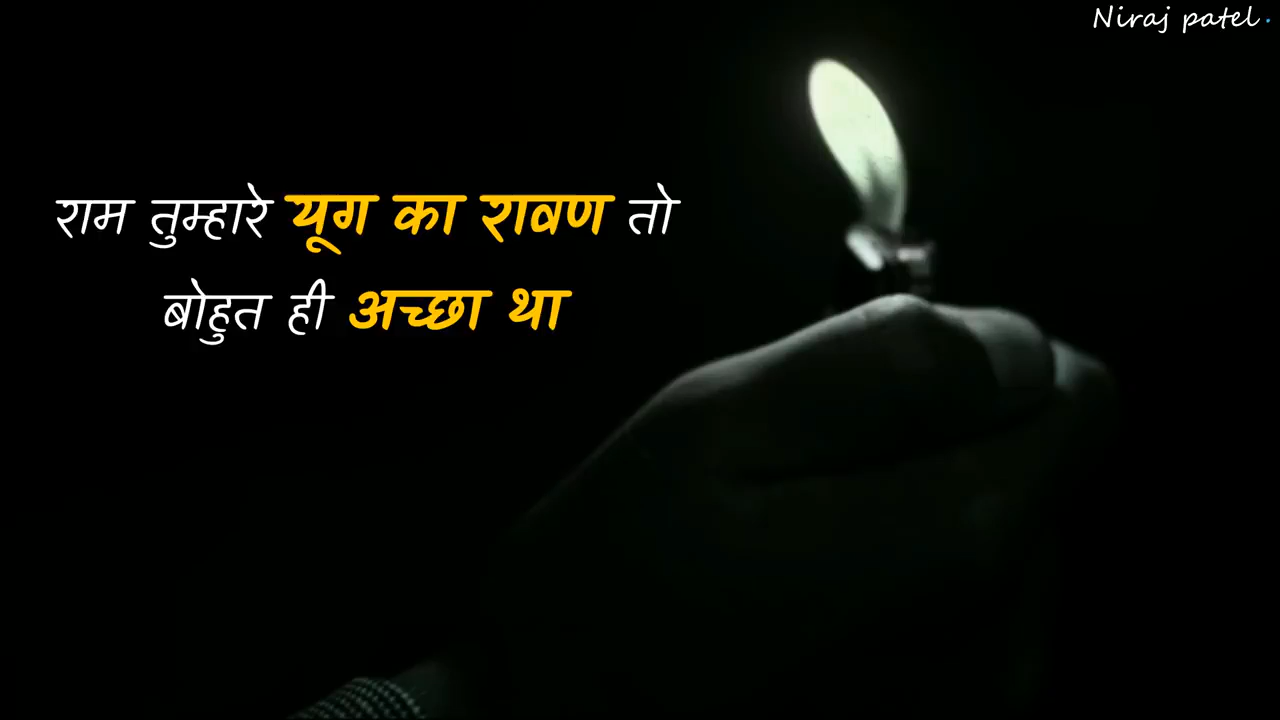 Niraj patel
राम तुम्हारे यूग का रावण तो
बोहुत ही अच्छा था